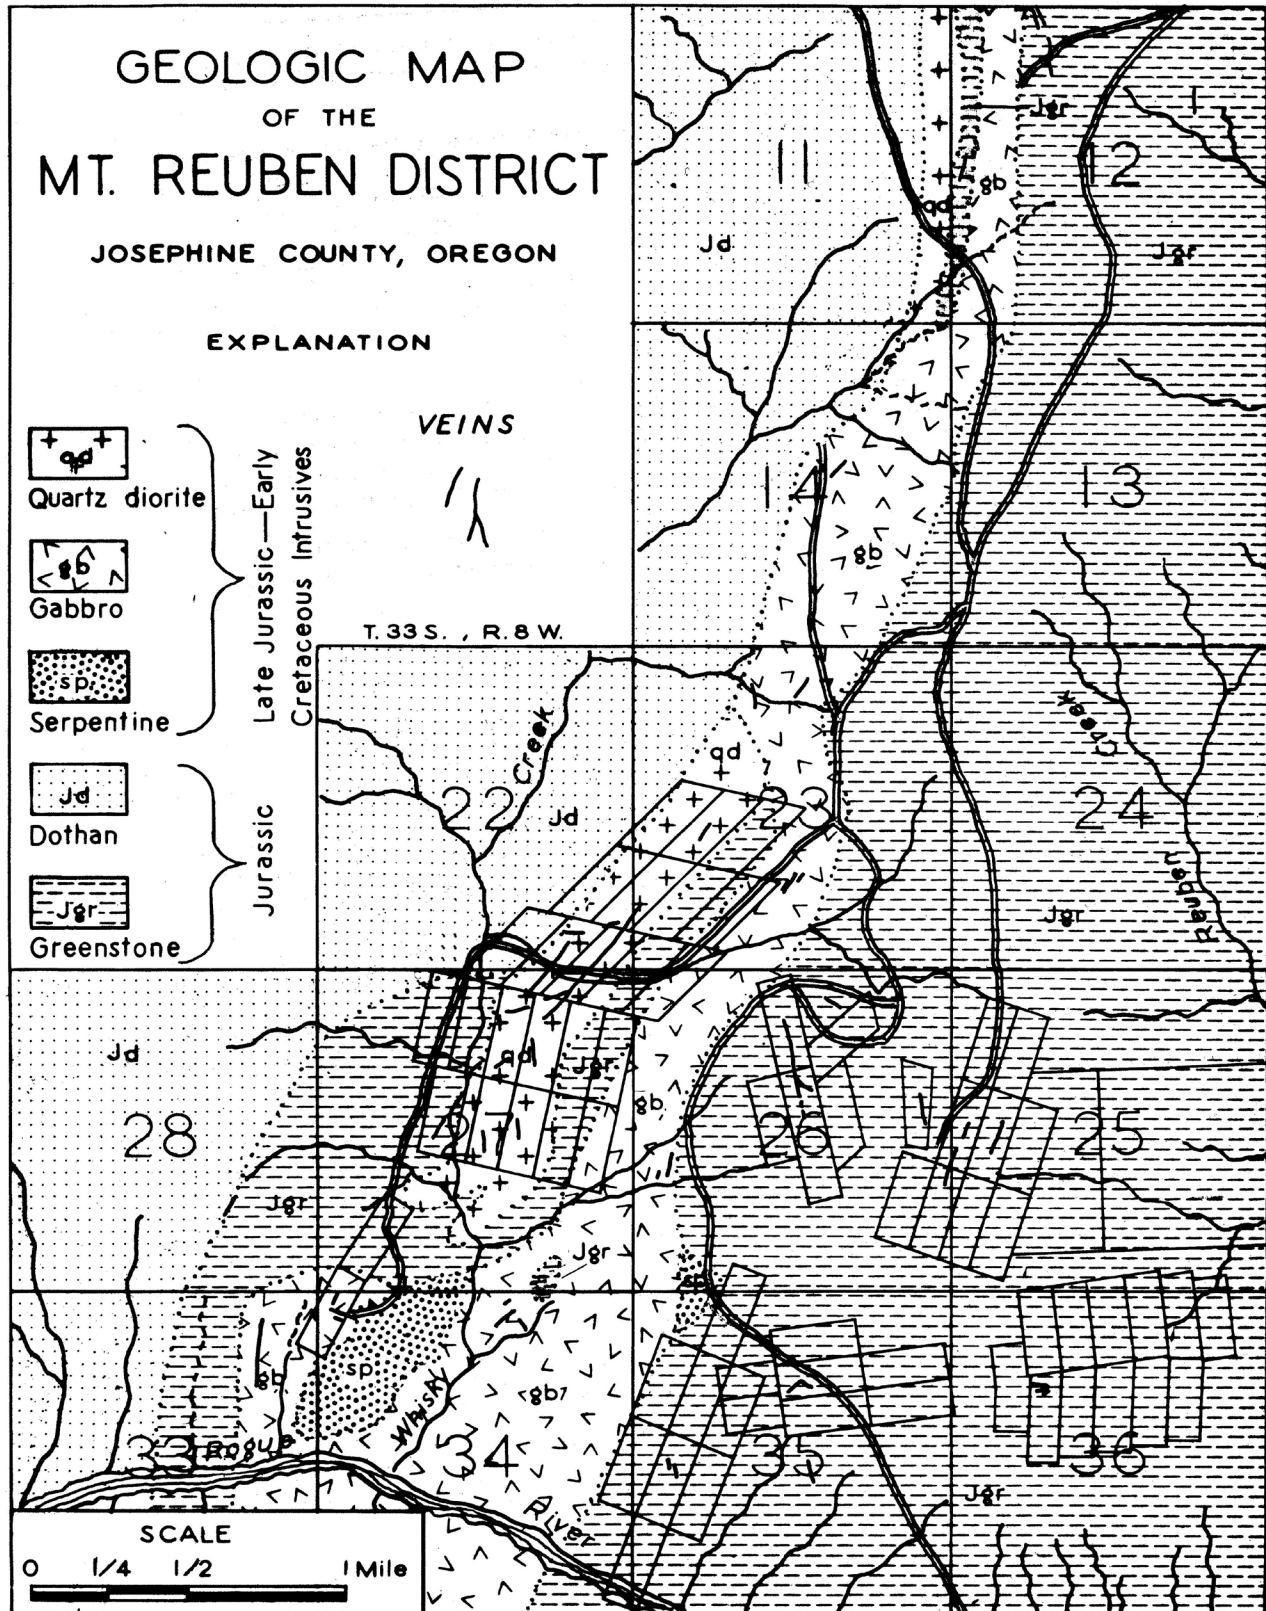 GEOLOGIC MAP
OF THE
MT. REUBEN DISTRICT
JOSEPHINE COUNTY, OREGON
EXPLANATION
VEINS
qd
Quartz diorite
gb
Gabbro
sp
Serpentine
Late Jurassic—Early
Cretaceous Intrusives
Jd
Dothan
Jgr
Greenstone
Jurassic
T. 33 S. , R. 8 W.
11
Jgr
1
12
gb
qd
Jd
Jgr
14
13
gb
Creek
Creek
qd
22
Jd
23
24
Reuben
Jgr
Jd
qd
Jgr
gb
28
27
26
25
Jgr
Jgr
sp
sp
gb
gb
Whisky
33
Rogue
34
35
36
River
Jgr
SCALE
0 1/4 1/2 1 Mile